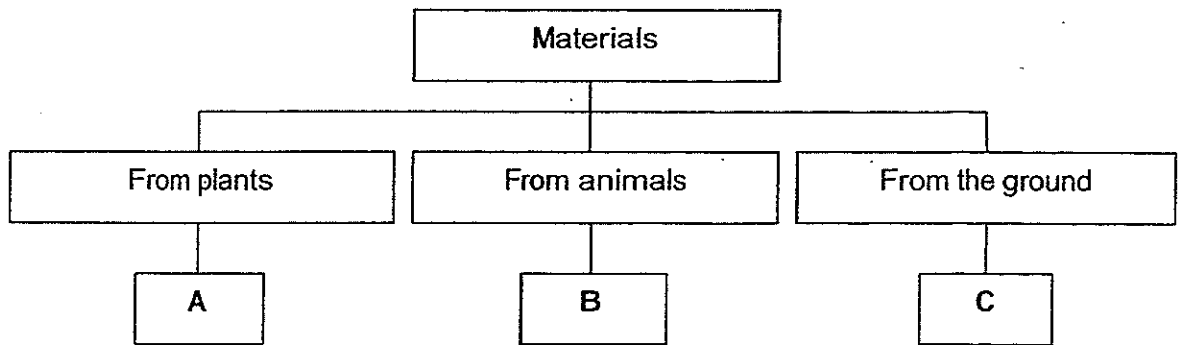 Materials
From plants
From animals
From the ground
A
B
C